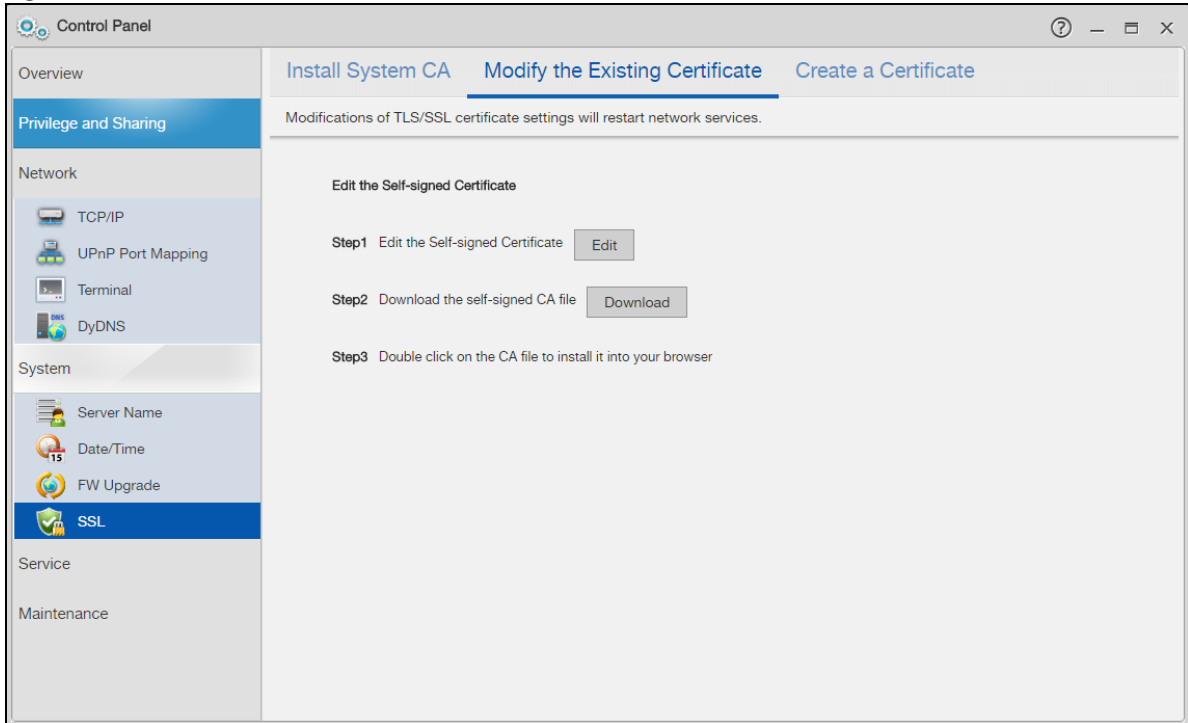 Control Panel
Overview
Privilege and Sharing
Network
TCP/IP
UPnP Port Mapping
Terminal
DNS
DyDNS
System
Server Name
15
Date/Time
FW Upgrade
SSL
Service
Maintenance
Install System CA Modify the Existing Certificate Create a Certificate
Modifications of TLS/SSL certificate settings will restart network services.
Edit the Self-signed Certificate
Step1 Edit the Self-signed Certificate Edit
Step2 Download the self-signed CA file Download
Step3 Double click on the CA file to install it into your browser